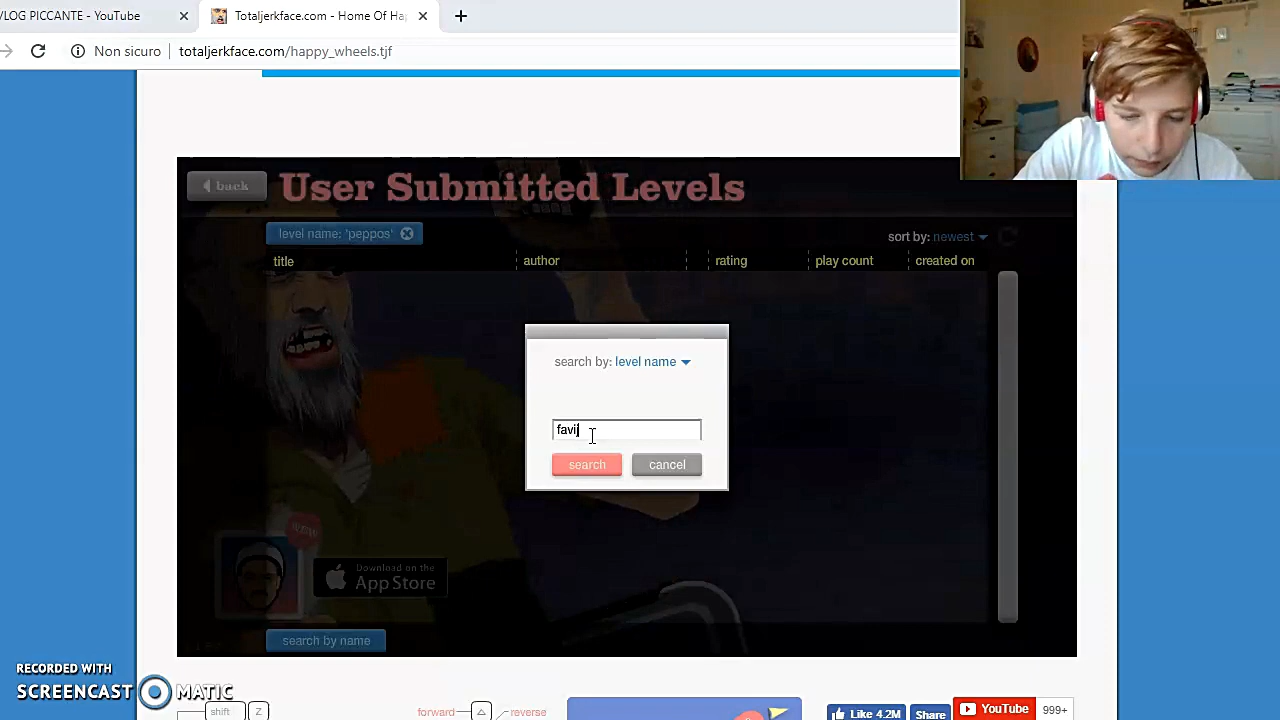 VLOG PICCANTE - YouTube
Totaljerkface.com - Home Of Ha
Non sicuro
totaljerkface.com/happy_wheels.tjf
back
User Submitted Levels
level name: 'peppos'
sort by: newest
title
author
rating
play count
created on
search by: level name
favij
search
cancel
Download on the
App Store
search by name
RECORDED WITH
SCREENCAST MATIC
shift
Z
forward
reverse
Like 4.2M
Share
YouTube
999+